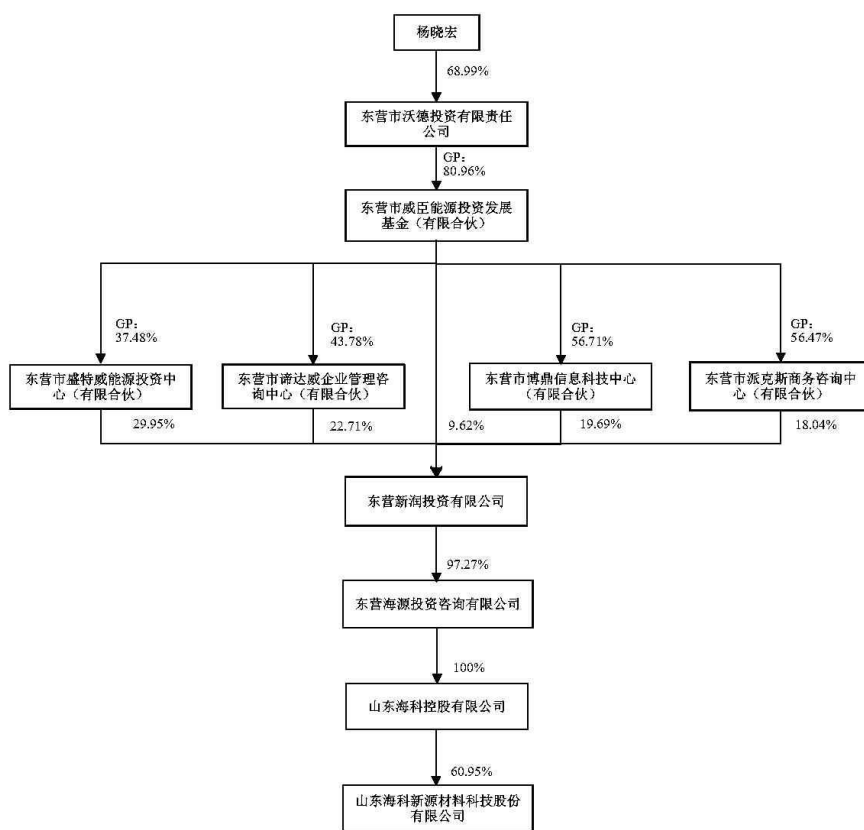 杨晓宏
68.99%
东营市沃德投资有限责任
公司
GP：
80.96%
东营市威臣能源投资发展
基金（有限合伙）
GP：
37.48%
GP：
43.78%
GP：
56.71%
GP：
56.47%
东营市盛特威能源投资中
心（有限合伙）
东营市谛达威企业管理咨
询中心（有限合伙）
东营市博鼎信息科技中心
（有限合伙）
东营市派克斯商务咨询中
心（有限合伙）
29.95%
22.71%
9.62%
19.69%
18.04%
东营新润投资有限公司
97.27%
东营海源投资咨询有限公司
100%
山东海科控股有限公司
60.95%
山东海科新源材料科技股份
有限公司